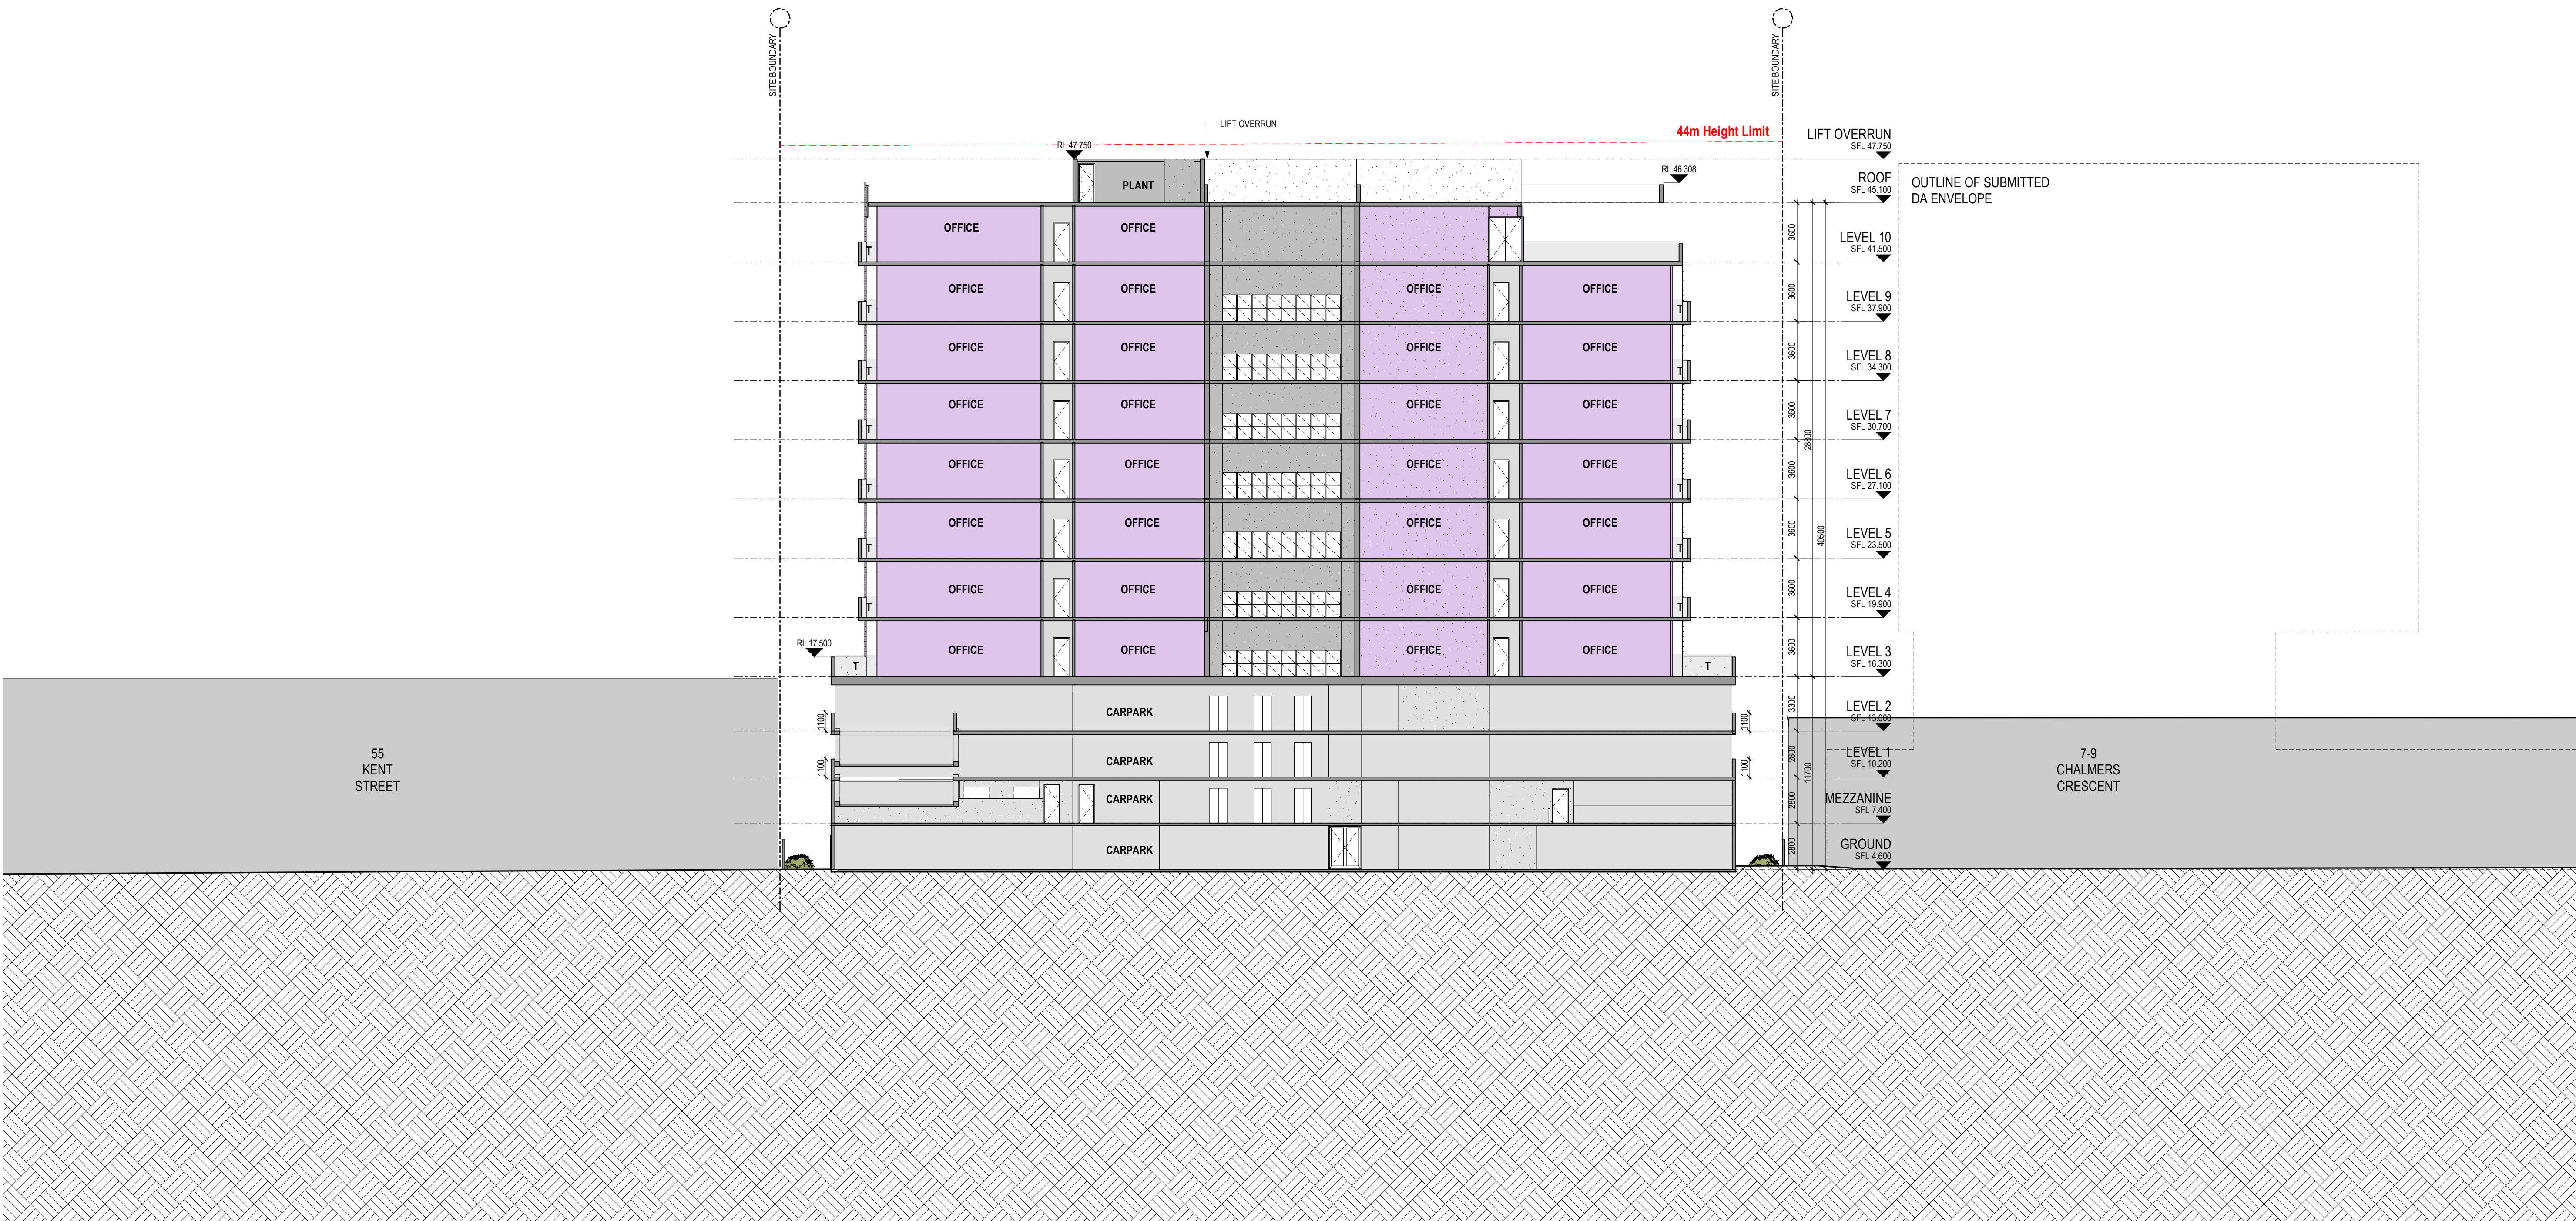 SITE BOUNDARY
SITE BOUNDARY
LIFT OVERRUN
44m Height Limit
LIFT OVERRUN
SFL 47.750
RL 47.750
RL 46.308
PLANT
ROOF
SFL 45.100
OUTLINE OF SUBMITTED
DA ENVELOPE
OFFICE OFFICE
T
3600
LEVEL 10
SFL 41.500
OFFICE OFFICE OFFICE OFFICE
T T
3600
LEVEL 9
SFL 37.900
OFFICE OFFICE OFFICE OFFICE
T T
3600
LEVEL 8
SFL 34.300
OFFICE OFFICE OFFICE OFFICE
T T
3600
LEVEL 7
SFL 30.700
28800
OFFICE OFFICE OFFICE OFFICE
T T
3600
LEVEL 6
SFL 27.100
OFFICE OFFICE OFFICE OFFICE
T T
3600
40500
LEVEL 5
SFL 23.500
OFFICE OFFICE OFFICE OFFICE
T T
3600
LEVEL 4
SFL 19.900
RL 17.500
OFFICE OFFICE OFFICE OFFICE
T T
3600
LEVEL 3
SFL 16.300
1100
CARPARK
1100
3300
LEVEL 2
SFL 13.000
55
KENT
STREET
1100
CARPARK
1100
2800
11700
LEVEL 1
SFL 10.200
7-9
CHALMERS
CRESCENT
CARPARK
2800
MEZZANINE
SFL 7.400
CARPARK
2800
GROUND
SFL 4.600